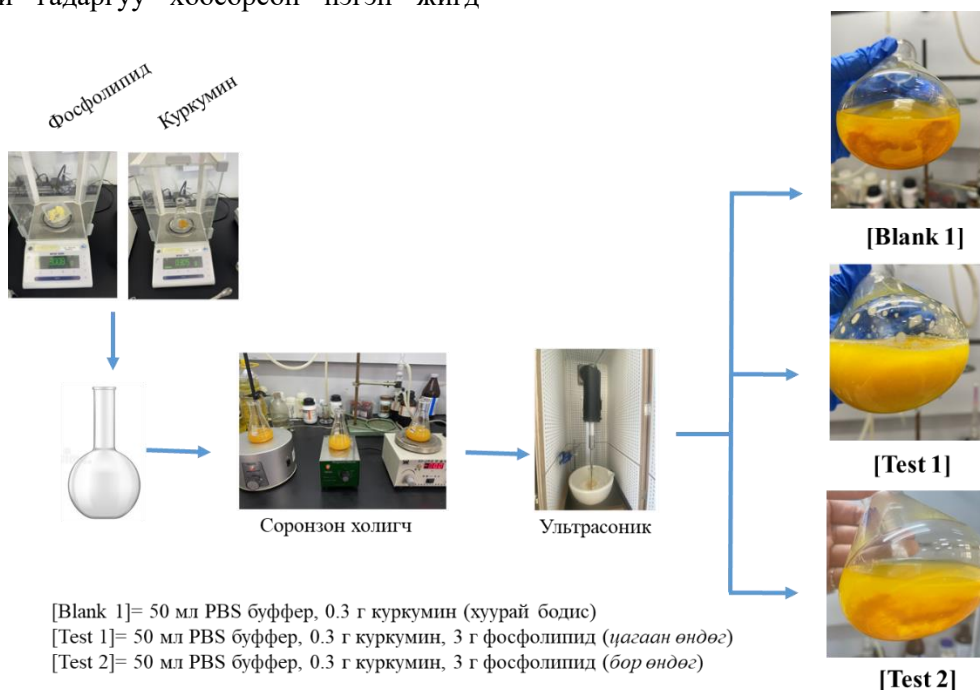 Фосфолипид
Куркумин
[Blank 1]
[Test 1]
Соронзон холигч
Ультрасоник
[Blank 1]= 50 мл PBS буффер, 0.3 г куркумин (хуурай бодис)
[Test 1]= 50 мл PBS буффер, 0.3 г куркумин, 3 г фосфолипид (цагаан өндөг)
[Test 2]= 50 мл PBS буффер, 0.3 г куркумин, 3 г фосфолипид (бор өндөг)
[Test 2]